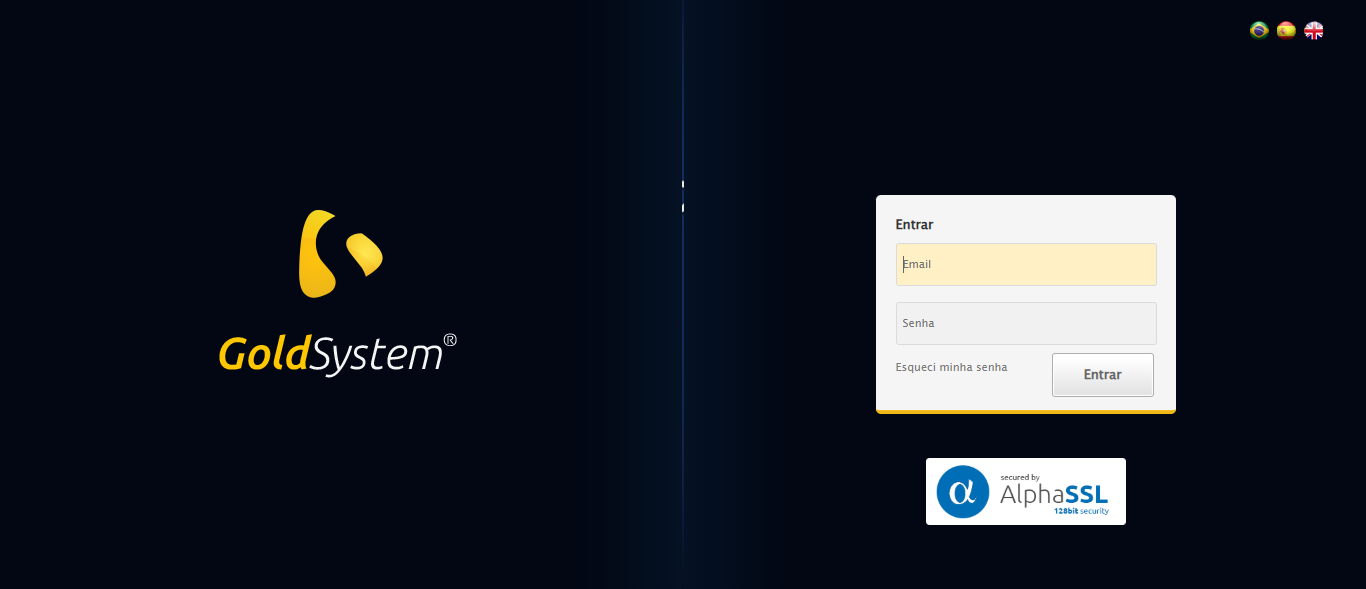 GoldSystem®
Entrar
Email
Senha
Esqueci minha senha
Entrar
secured by
α AlphaSSL
128bit security